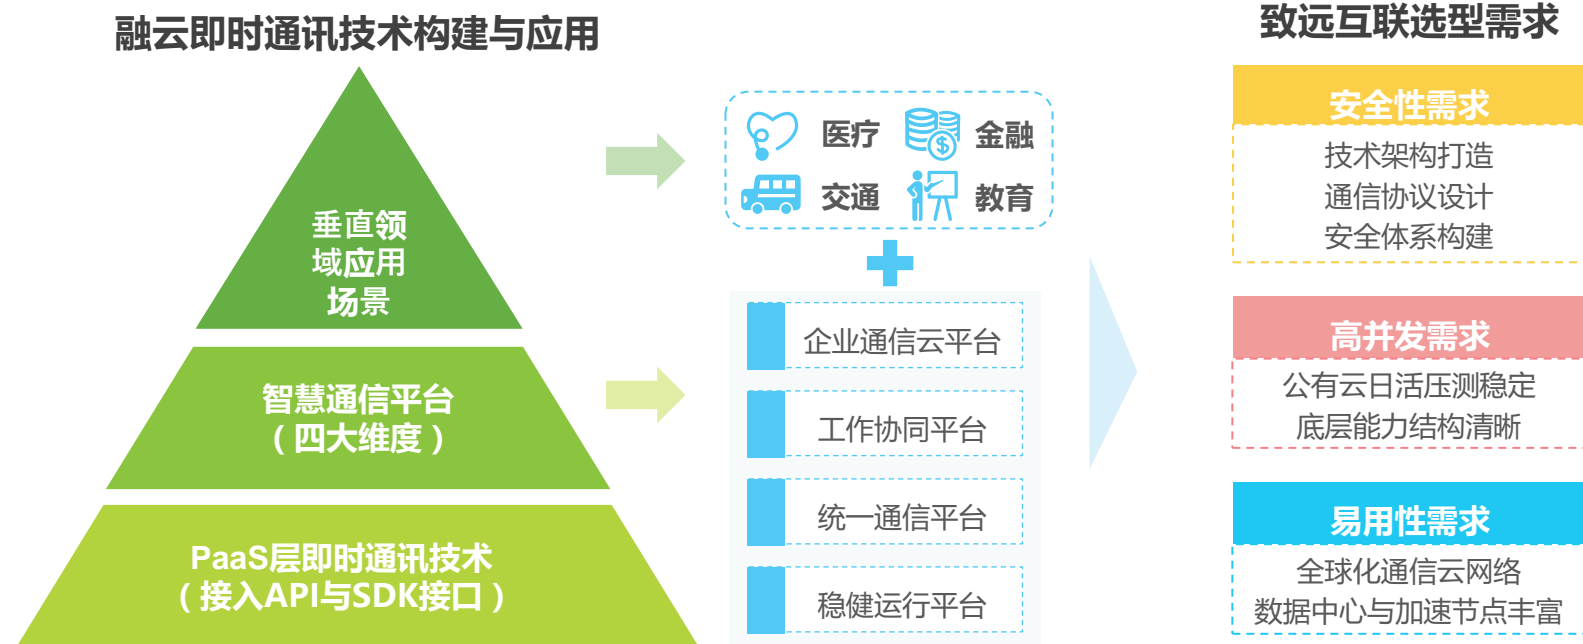 融云即时通讯技术构建与应用
垂直领
域应用
场景
智慧通信平台
（四大维度）
PaaS层即时通讯技术
（接入API与SDK接口）
医疗
金融
交通
教育
企业通信云平台
工作协同平台
统一通信平台
稳健运行平台
致远互联选型需求
安全性需求
技术架构打造
通信协议设计
安全体系构建
高并发需求
公有云日活压测稳定
底层能力结构清晰
易用性需求
全球化通信云网络
数据中心与加速节点丰富